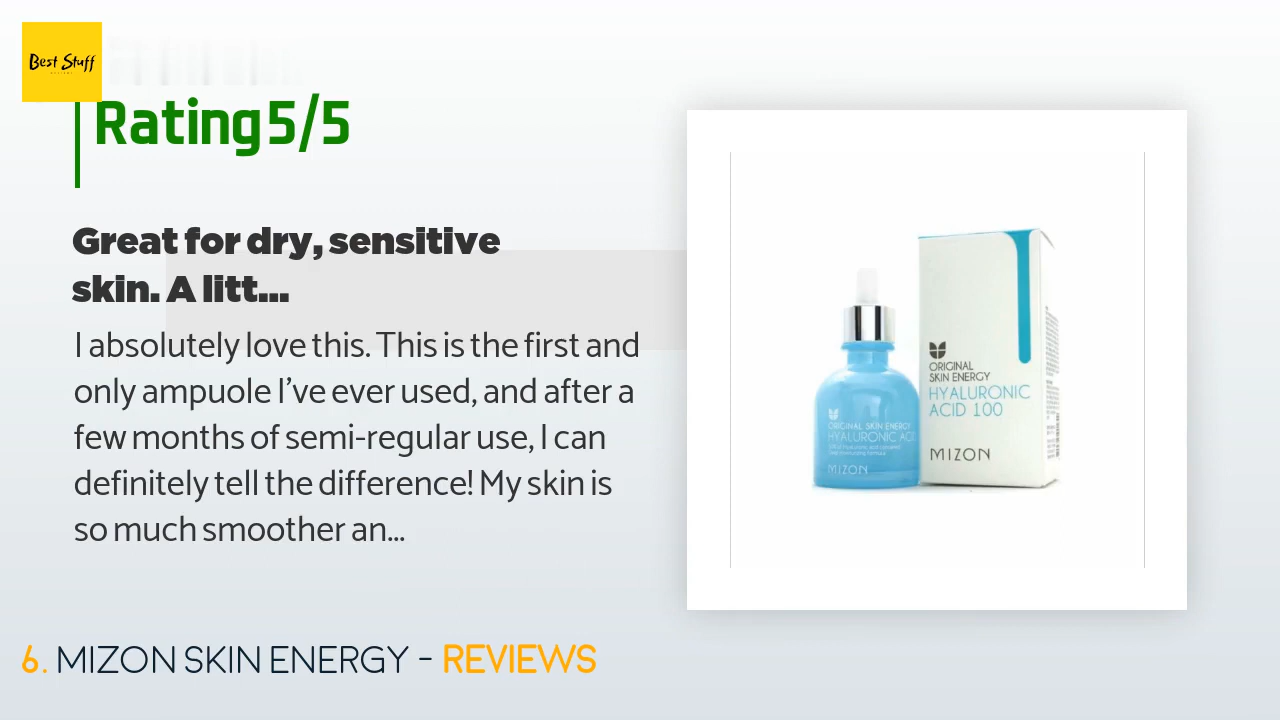 Best Stuff
Rating 5/5
Great for dry, sensitive
skin. A litt...
I absolutely love this. This is the first and
only ampuole I've ever used, and after a
few months of semi-regular use, I can
definitely tell the difference! My skin is
so much smoother an...
ORIGINAL
SKIN ENERGY
HYALURONIC
ACID 100
MIZON
ORIGINAL SKIN ENERGY
HYALURONIC ACID
MIZON
6. MIZON SKIN ENERGY - REVIEWS